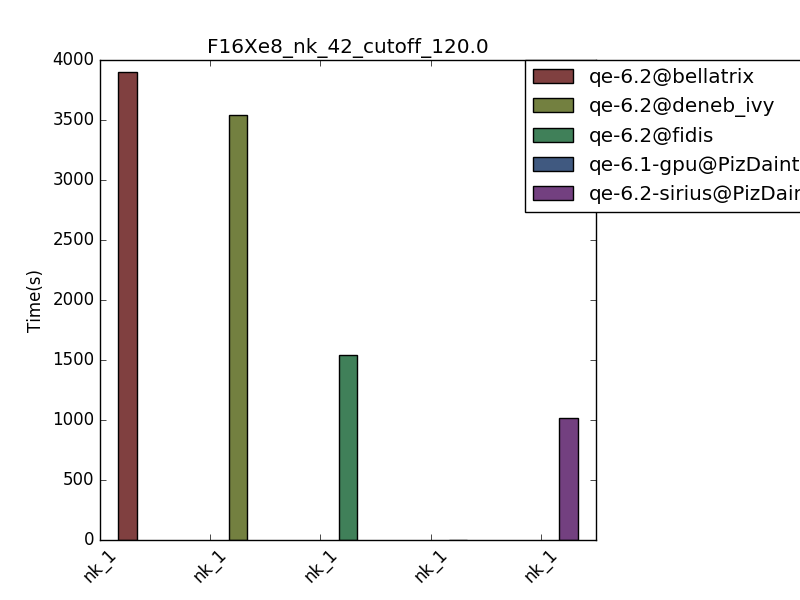 F16Xe8_nk_42_cutoff_120.0
qe-6.2@bellatrix
qe-6.2@deneb_ivy
qe-6.2@fidis
qe-6.1-gpu@PizDaint
qe-6.2-sirius@PizDain
Time(s)
4000
3500
3000
2500
2000
1500
1000
500
0
nk_1 nk_1 nk_1 nk_1 nk_1